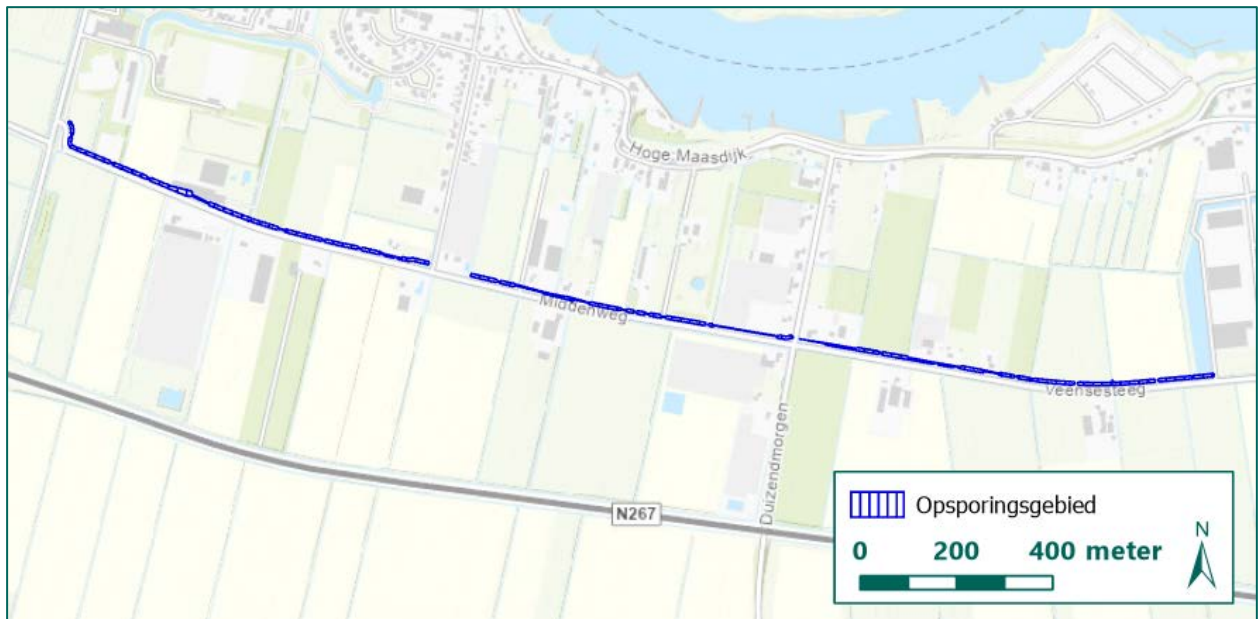 Hoge Maasdijk
Middenweg
Veensesteeg
Duizendmorgen
N267
Opsporingsgebied
N
0 200 400 meter